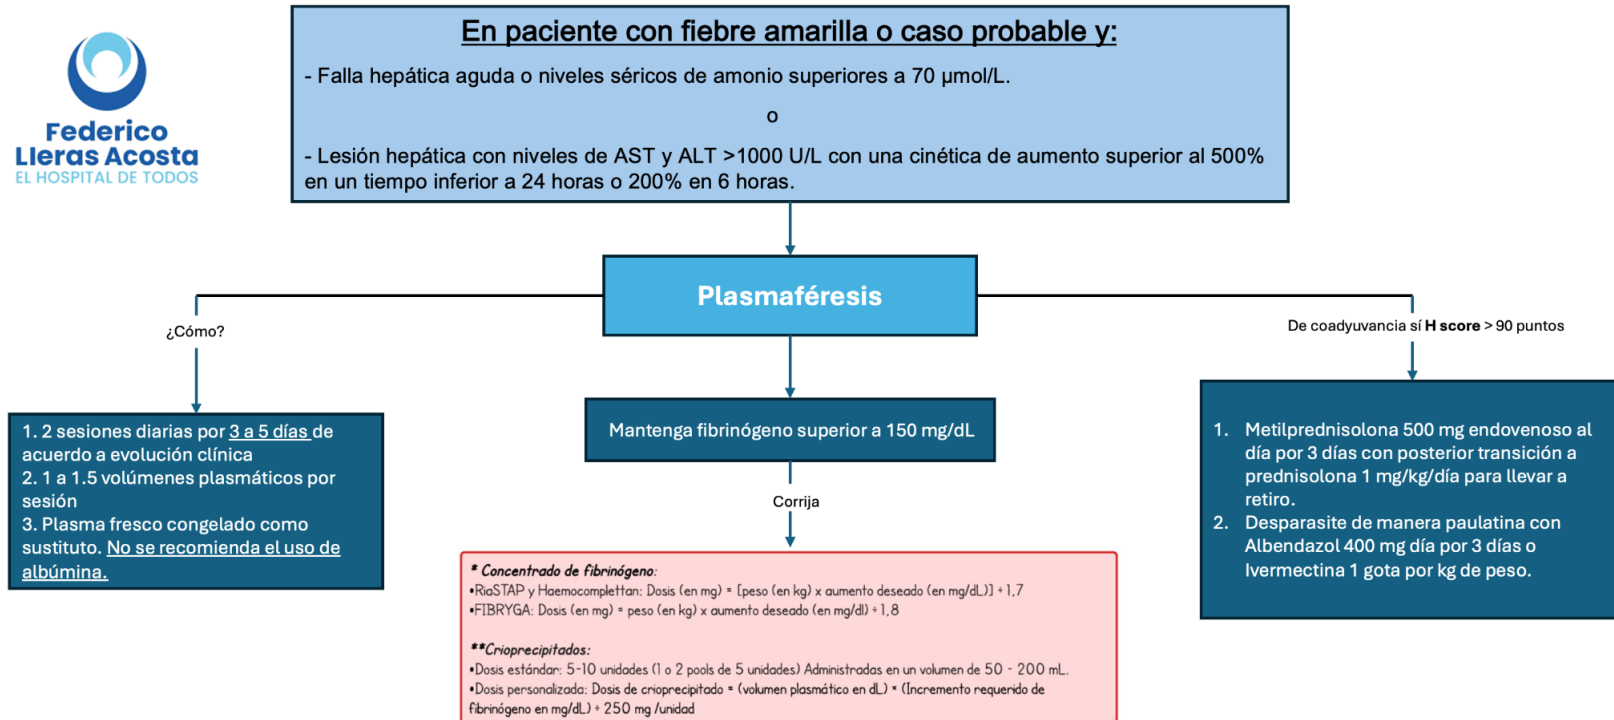 Federico
Lleras Acosta
EL HOSPITAL DE TODOS
En paciente con fiebre amarilla o caso probable y:
- Falla hepática aguda o niveles séricos de amonio superiores a 70 µmol/L.
o
- Lesión hepática con niveles de AST y ALT >1000 U/L con una cinética de aumento superior al 500%
en un tiempo inferior a 24 horas o 200% en 6 horas.
Plasmaféresis
¿Cómo?
1. 2 sesiones diarias por 3 a 5 días de
acuerdo a evolución clínica
2. 1 a 1.5 volúmenes plasmáticos por
sesión
3. Plasma fresco congelado como
sustituto. No se recomienda el uso de
albúmina.
Mantenga fibrinógeno superior a 150 mg/dL
Corrija
* Concentrado de fibrinógeno:
•RiaSTAP y Haemocomplettan: Dosis (en mg) = [peso (en kg) x aumento deseado (en mg/dL)] ÷ 1,7
•FIBRYGA: Dosis (en mg) = peso (en kg) x aumento deseado (en mg/dl) ÷ 1,8
**Crioprecipitados:
•Dosis estándar: 5-10 unidades (1 o 2 pools de 5 unidades) Administradas en un volumen de 50 - 200 mL.
•Dosis personalizada: Dosis de crioprecipitado = (volumen plasmático en dL) * (Incremento requerido de
fibrinógeno en mg/dL) ÷ 250 mg /unidad
De coadyuvancia sí H score > 90 puntos
1. Metilprednisolona 500 mg endovenoso al
día por 3 días con posterior transición a
prednisolona 1 mg/kg/día para llevar a
retiro.
2. Desparasite de manera paulatina con
Albendazol 400 mg día por 3 días o
Ivermectina 1 gota por kg de peso.